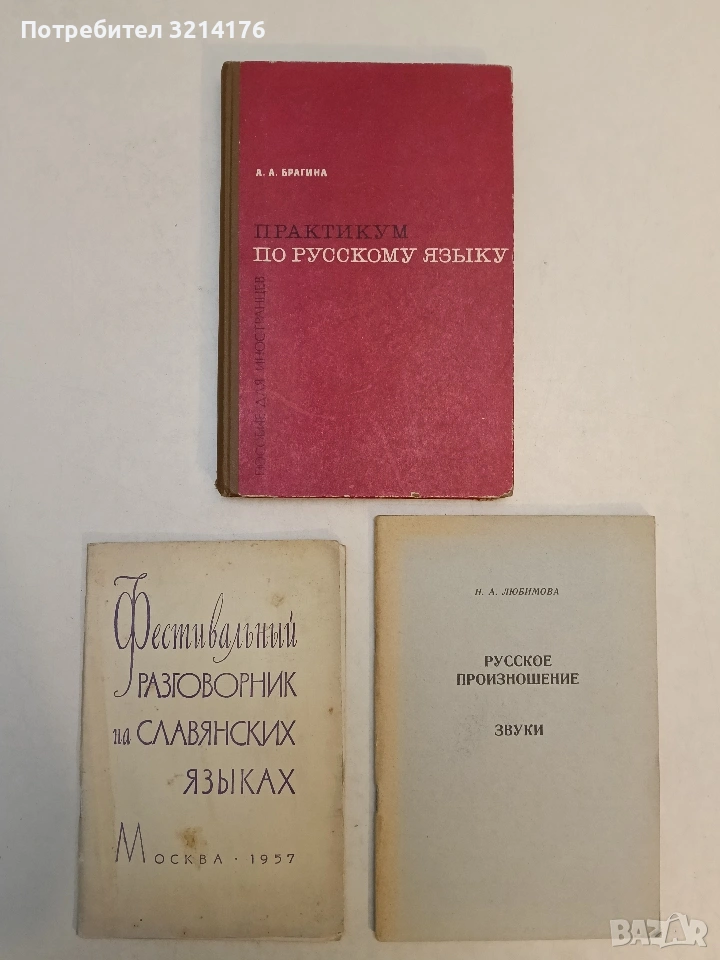 Потребител 3214176
А. А. БРАГИНА
ПРАКТИКУМ
ПО РУССКОМУ ЯЗЫКУ
ПОСОБИЕ ДЛЯ ИНОСТРАНЦЕВ
Фестивальный
РАЗГОВОРНИК
на СЛАВЯНСКИХ
ЯЗЫКАХ
МОСКВА · 1957
Н. А. ЛЮБИМОВА
РУССКОЕ
ПРОИЗНОШЕНИЕ
ЗВУКИ
BAZAR